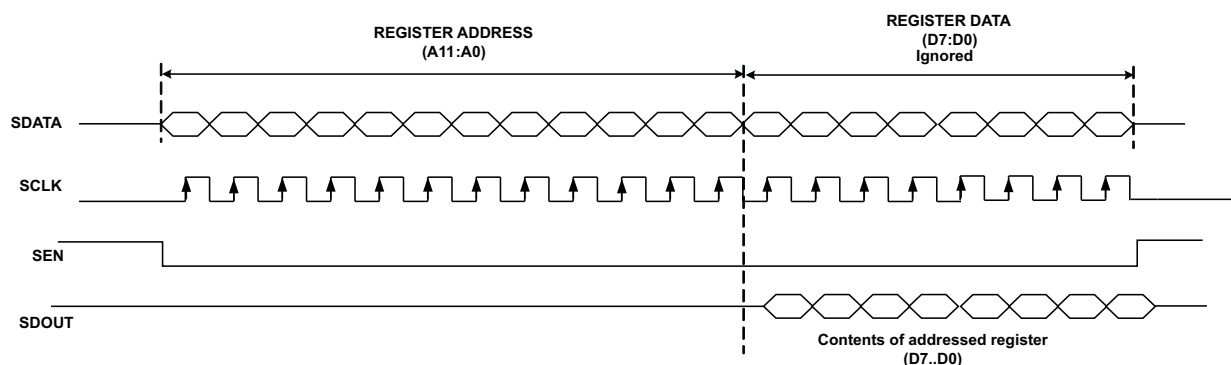 REGISTER ADDRESS
(A11:A0)
REGISTER DATA
(D7:D0)
Ignored
SDATA
SCLK
SEN
SDOUT
Contents of addressed register
(D7..D0)